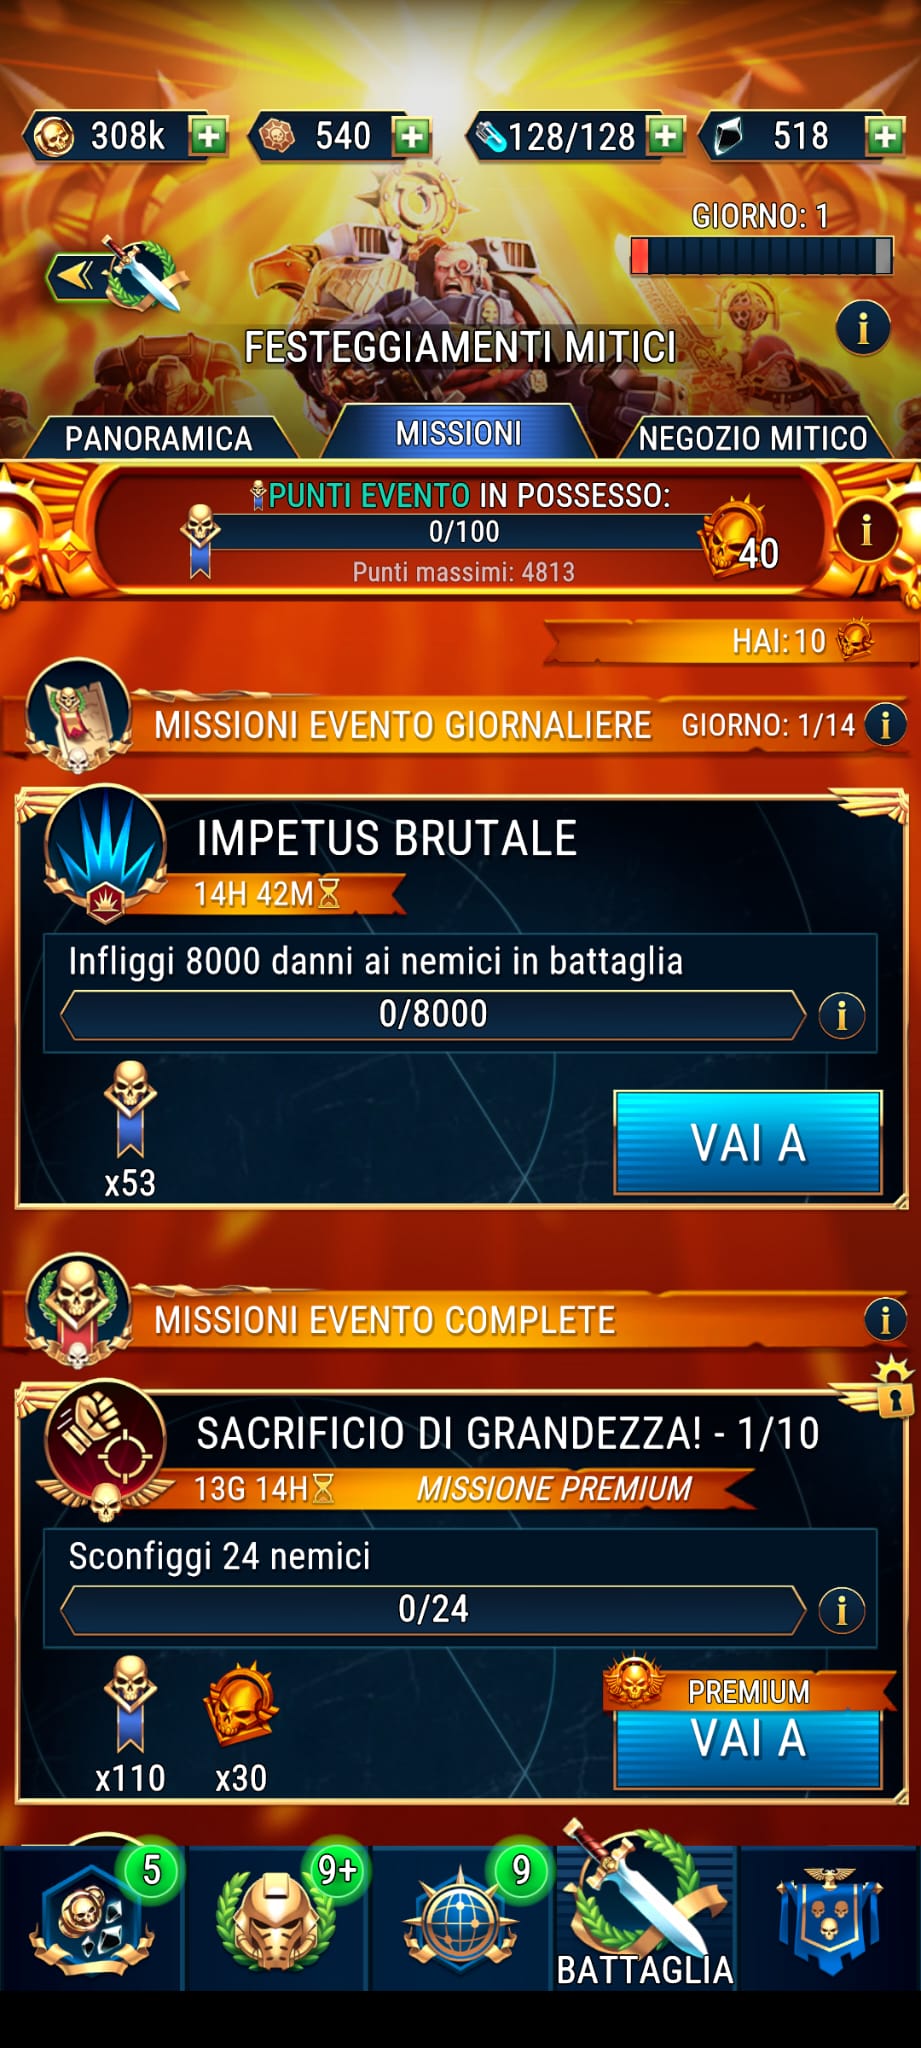 308k
540
128/128
518
GIORNO: 1
FESTEGGIAMENTI MITICI
PANORAMICA
MISSIONI
NEGOZIO MITICO
PUNTI EVENTO IN POSSESSO:
0/100
40
Punti massimi: 4813
HAI: 10
MISSIONI EVENTO GIORNALIERE
GIORNO: 1/14
IMPETUS BRUTALE
14H 42M
Infliggi 8000 danni ai nemici in battaglia
0/8000
x53
VAI A
MISSIONI EVENTO COMPLETE
SACRIFICIO DI GRANDEZZA! - 1/10
13G 14H
MISSIONE PREMIUM
Sconfiggi 24 nemici
0/24
x110
x30
PREMIUM
VAI A
5
9+
9
BATTAGLIA